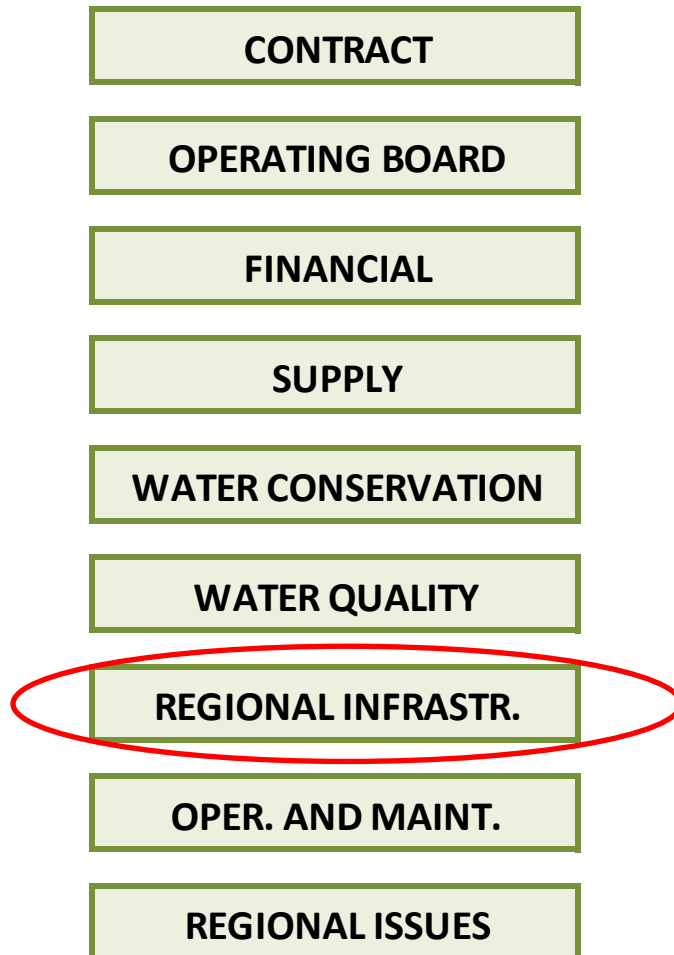 CONTRACT
OPERATING BOARD
FINANCIAL
SUPPLY
WATER CONSERVATION
WATER QUALITY
REGIONAL INFRASTR.
OPER. AND MAINT.
REGIONAL ISSUES